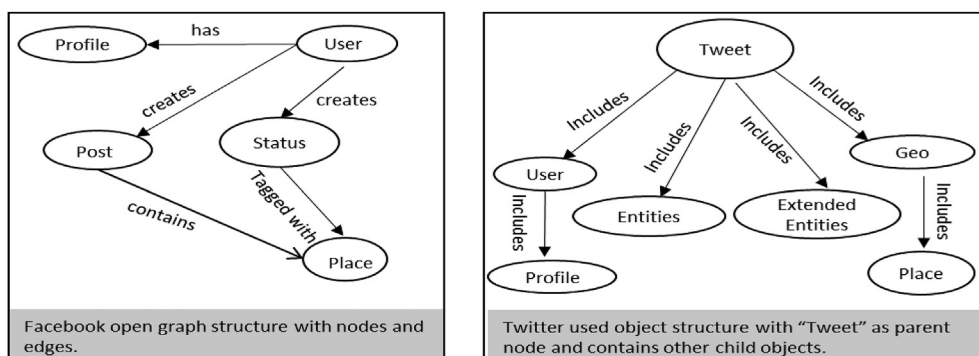 Profile
has
User
creates
creates
Post
Status
contains
Tagged with
Place
Facebook open graph structure with nodes and
edges.
Tweet
Includes
Includes
Includes
Includes
User
Geo
Includes
Entities
Extended
Entities
Includes
Profile
Place
Twitter used object structure with “Tweet” as parent
node and contains other child objects.